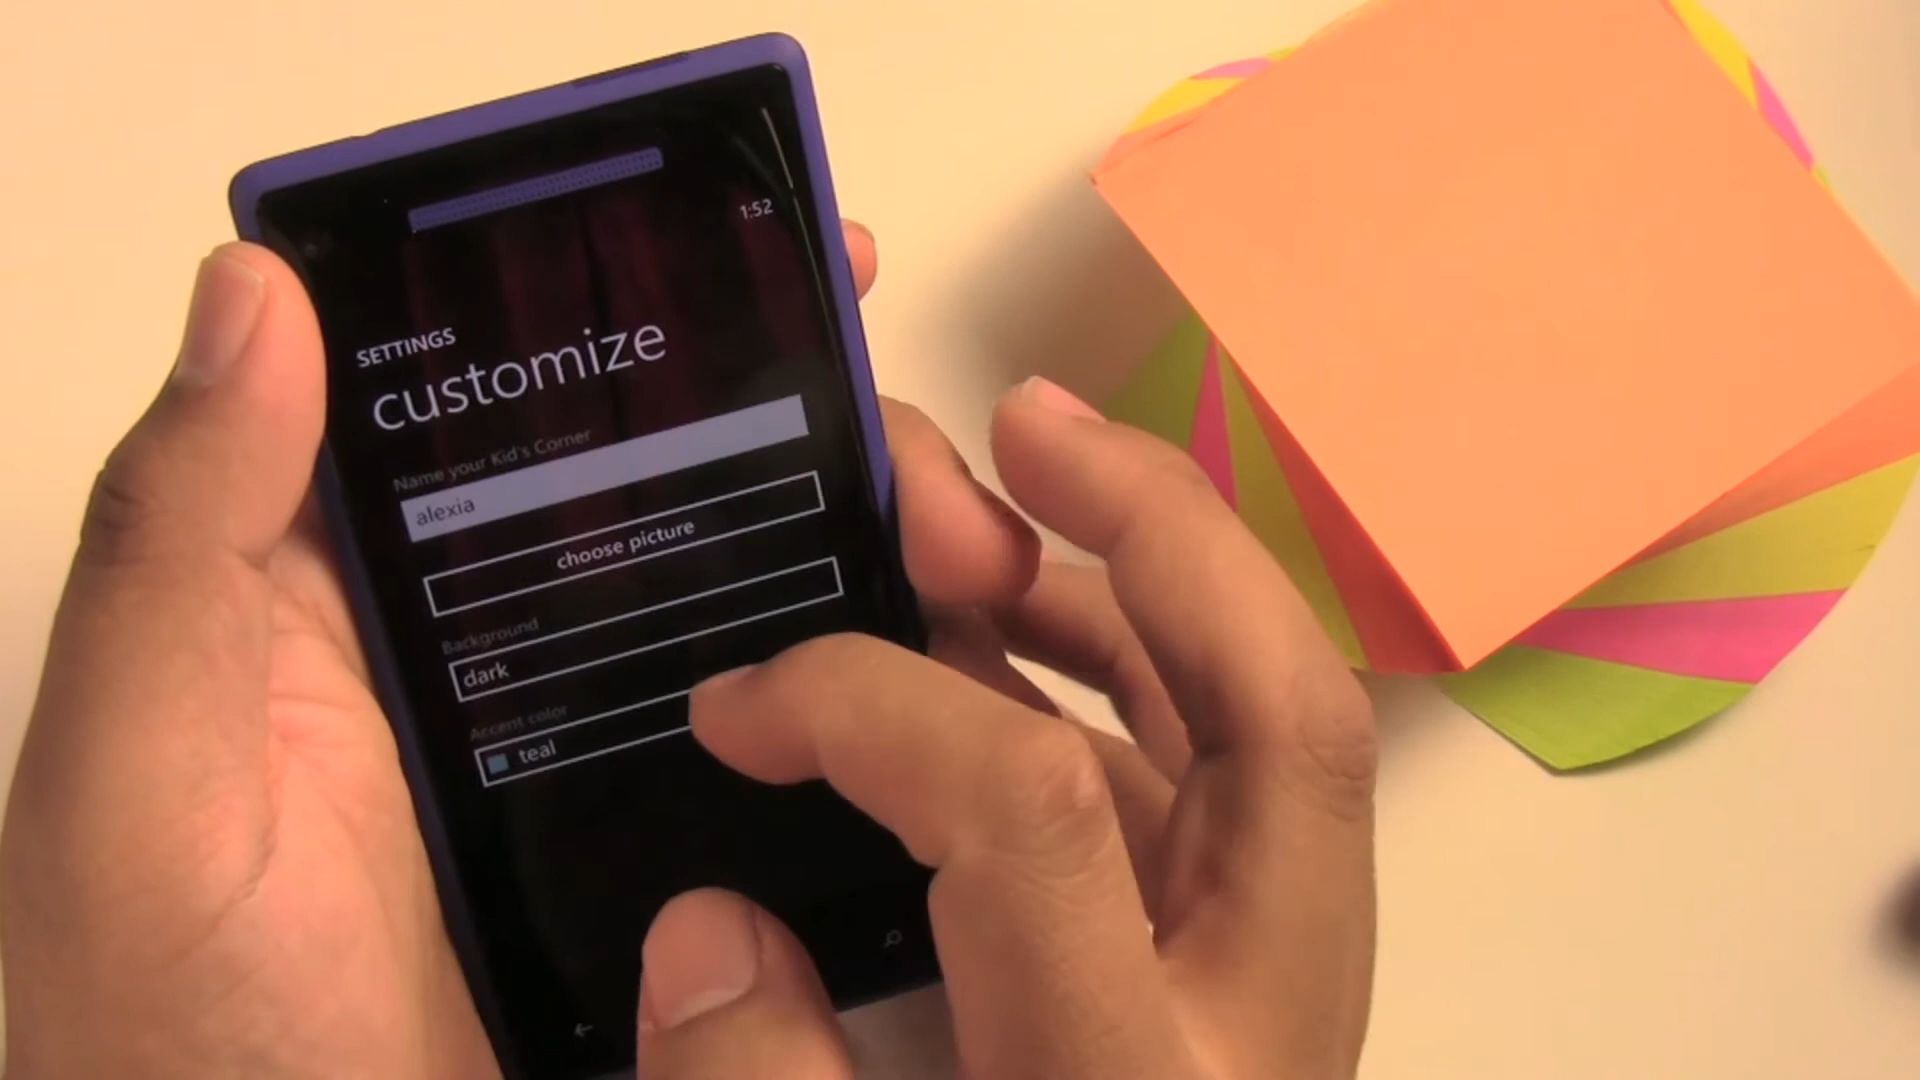 1:52
SETTINGS
customize
Name your Kid's Corner
alexia
choose picture
Background
dark
Accent color
teal